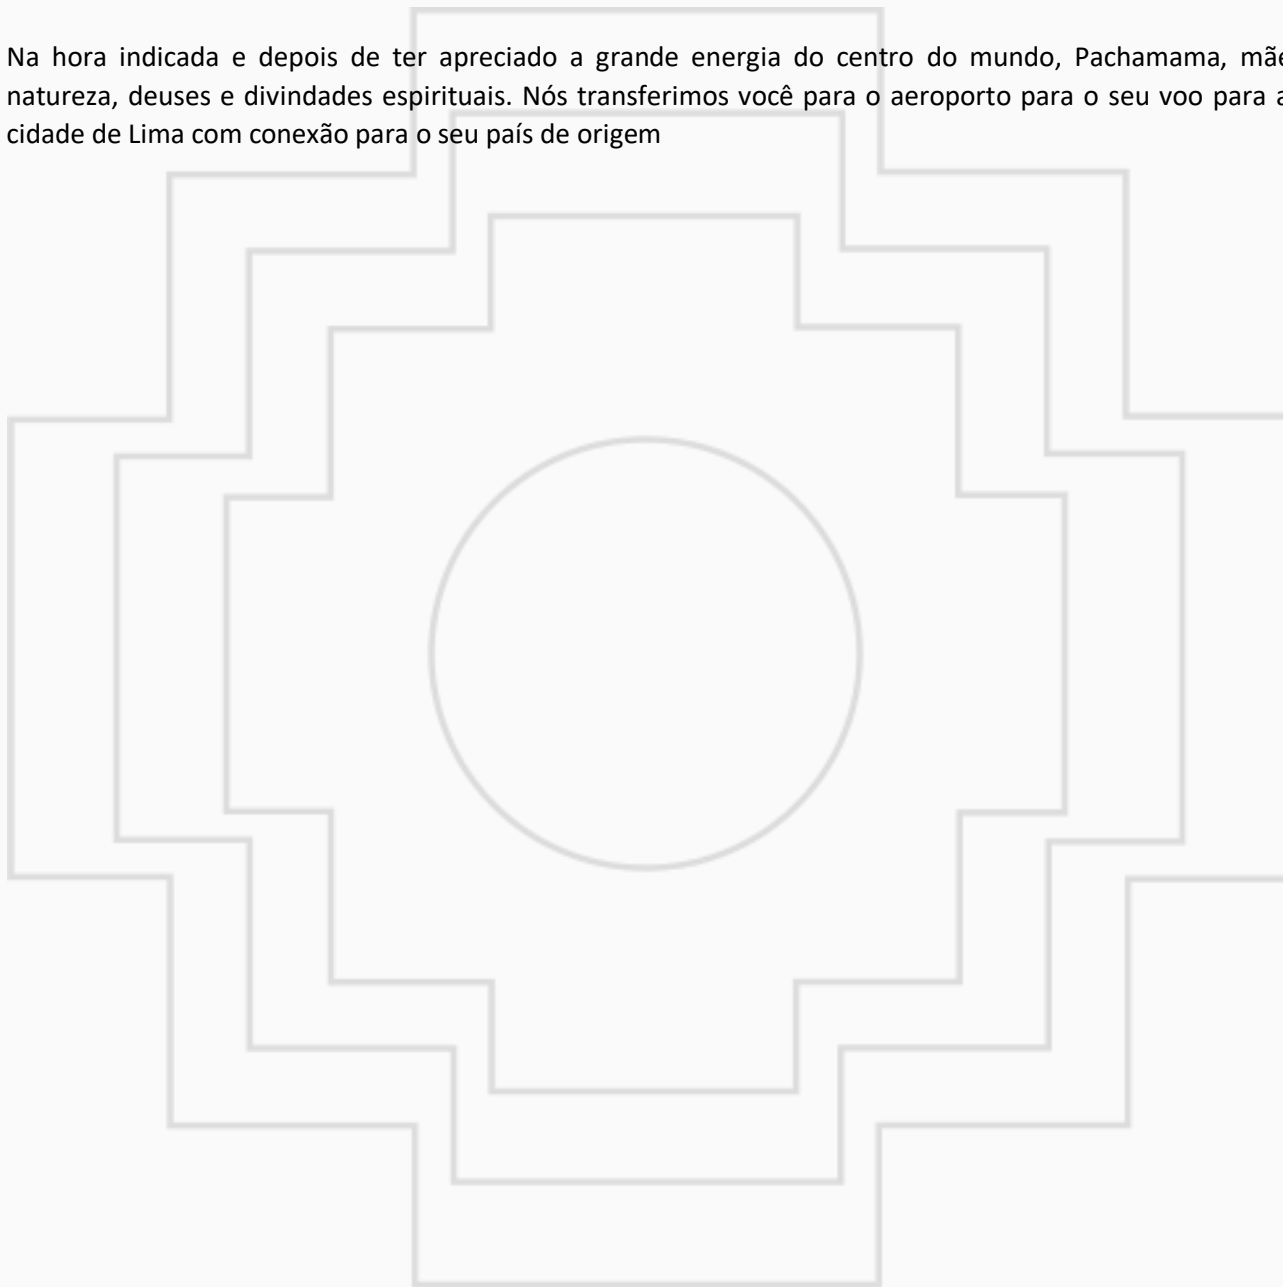 Na hora indicada e depois de ter apreciado a grande energia do centro do mundo, Pachamama, mãe
natureza, deuses e divindades espirituais. Nós transferimos você para o aeroporto para o seu voo para a
cidade de Lima com conexão para o seu país de origem